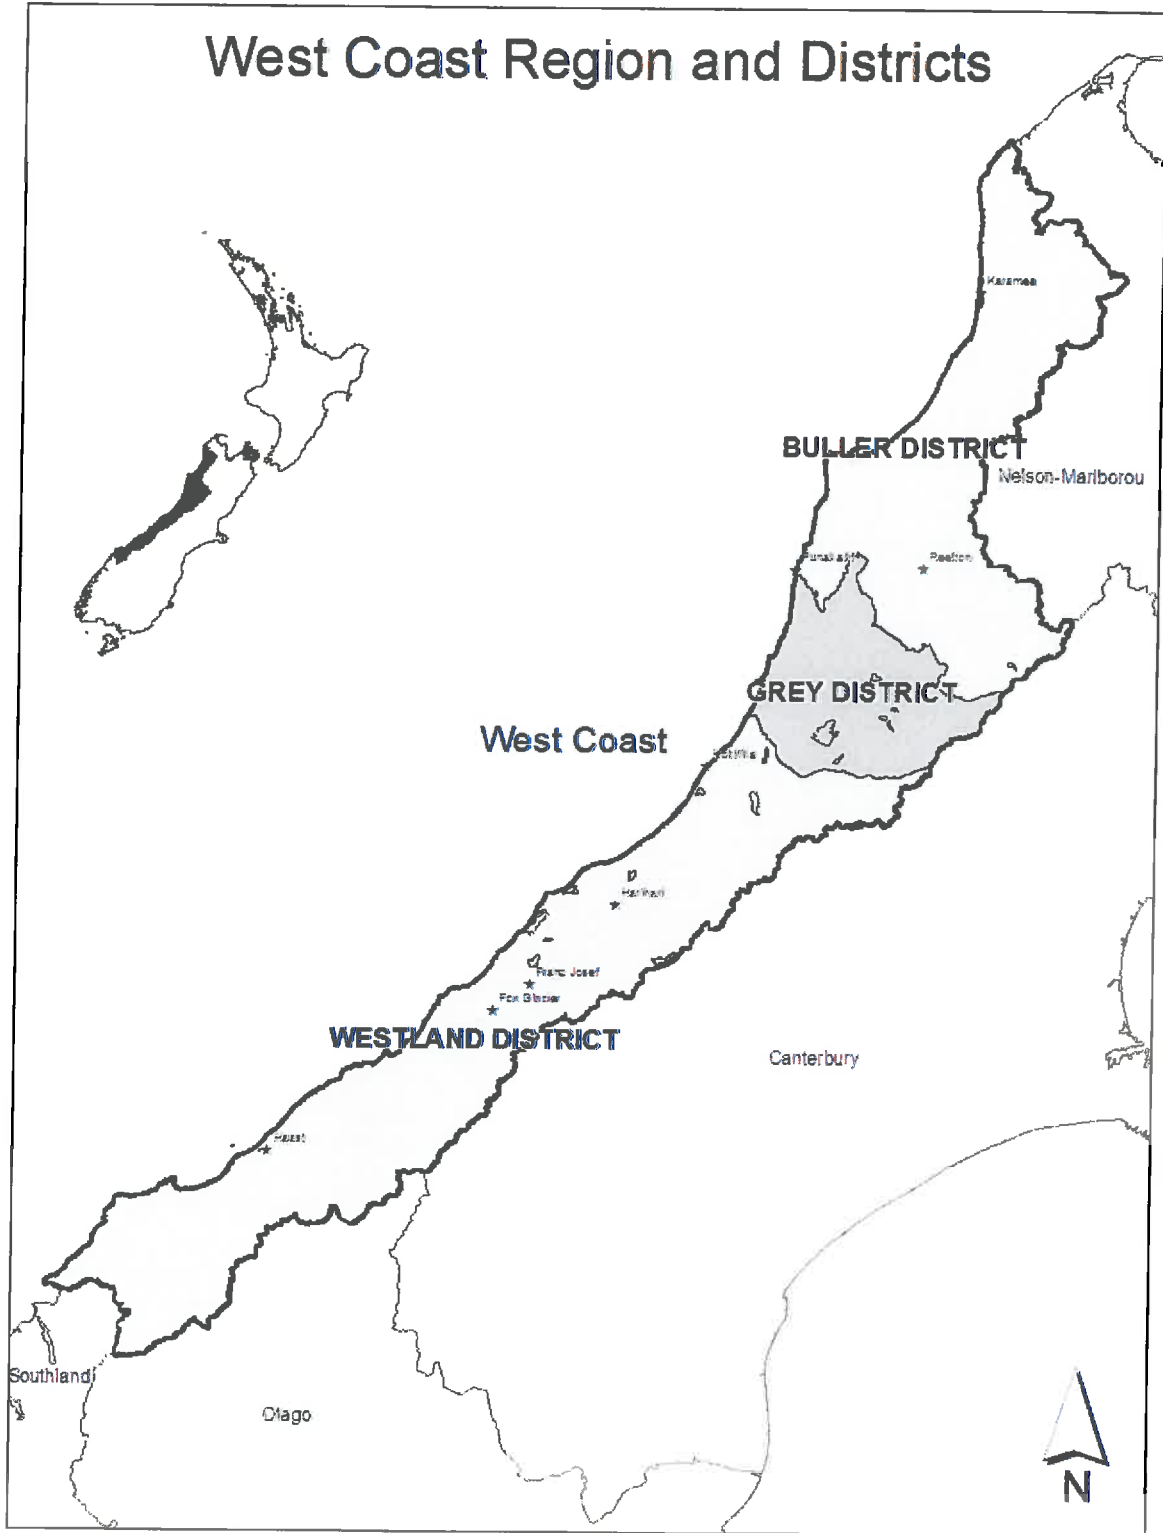 West Coast Region and Districts
Karamea
BULLER DISTRICT
Nelson-Marlborou
Punakaiki
Reefton
GREY DISTRICT
West Coast
Hokitika
Harihari
Franz Josef
Fox Glacier
WESTLAND DISTRICT
Canterbury
Haast
Southland
Otago
N